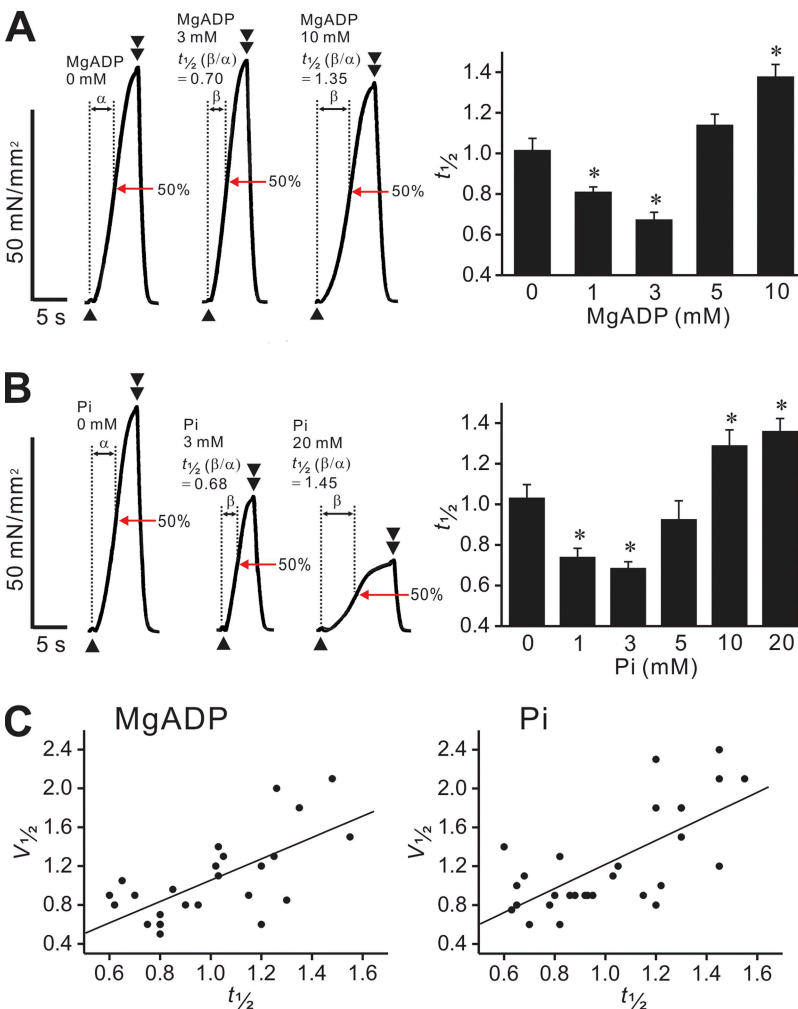 A
MgADP
0 mM
α
50%
MgADP
3 mM
t½ (β/α)
= 0.70
β
50%
MgADP
10 mM
t½ (β/α)
= 1.35
β
50%
50 mN/mm²
5 s
t½
1.4
1.2
1.0
0.8
0.6
0.4
* * *
0 1 3 5 10
MgADP (mM)
B
Pi
0 mM
α
50%
Pi
3 mM
t½ (β/α)
= 0.68
β
50%
Pi
20 mM
t½ (β/α)
= 1.45
β
50%
50 mN/mm²
5 s
t½
1.4
1.2
1.0
0.8
0.6
0.4
* * * *
0 1 3 5 10 20
Pi (mM)
C
MgADP
V½
2.4
2.0
1.6
1.2
0.8
0.4
0.6 0.8 1.0 1.2 1.4 1.6
t½
Pi
V½
2.4
2.0
1.6
1.2
0.8
0.4
0.6 0.8 1.0 1.2 1.4 1.6
t½